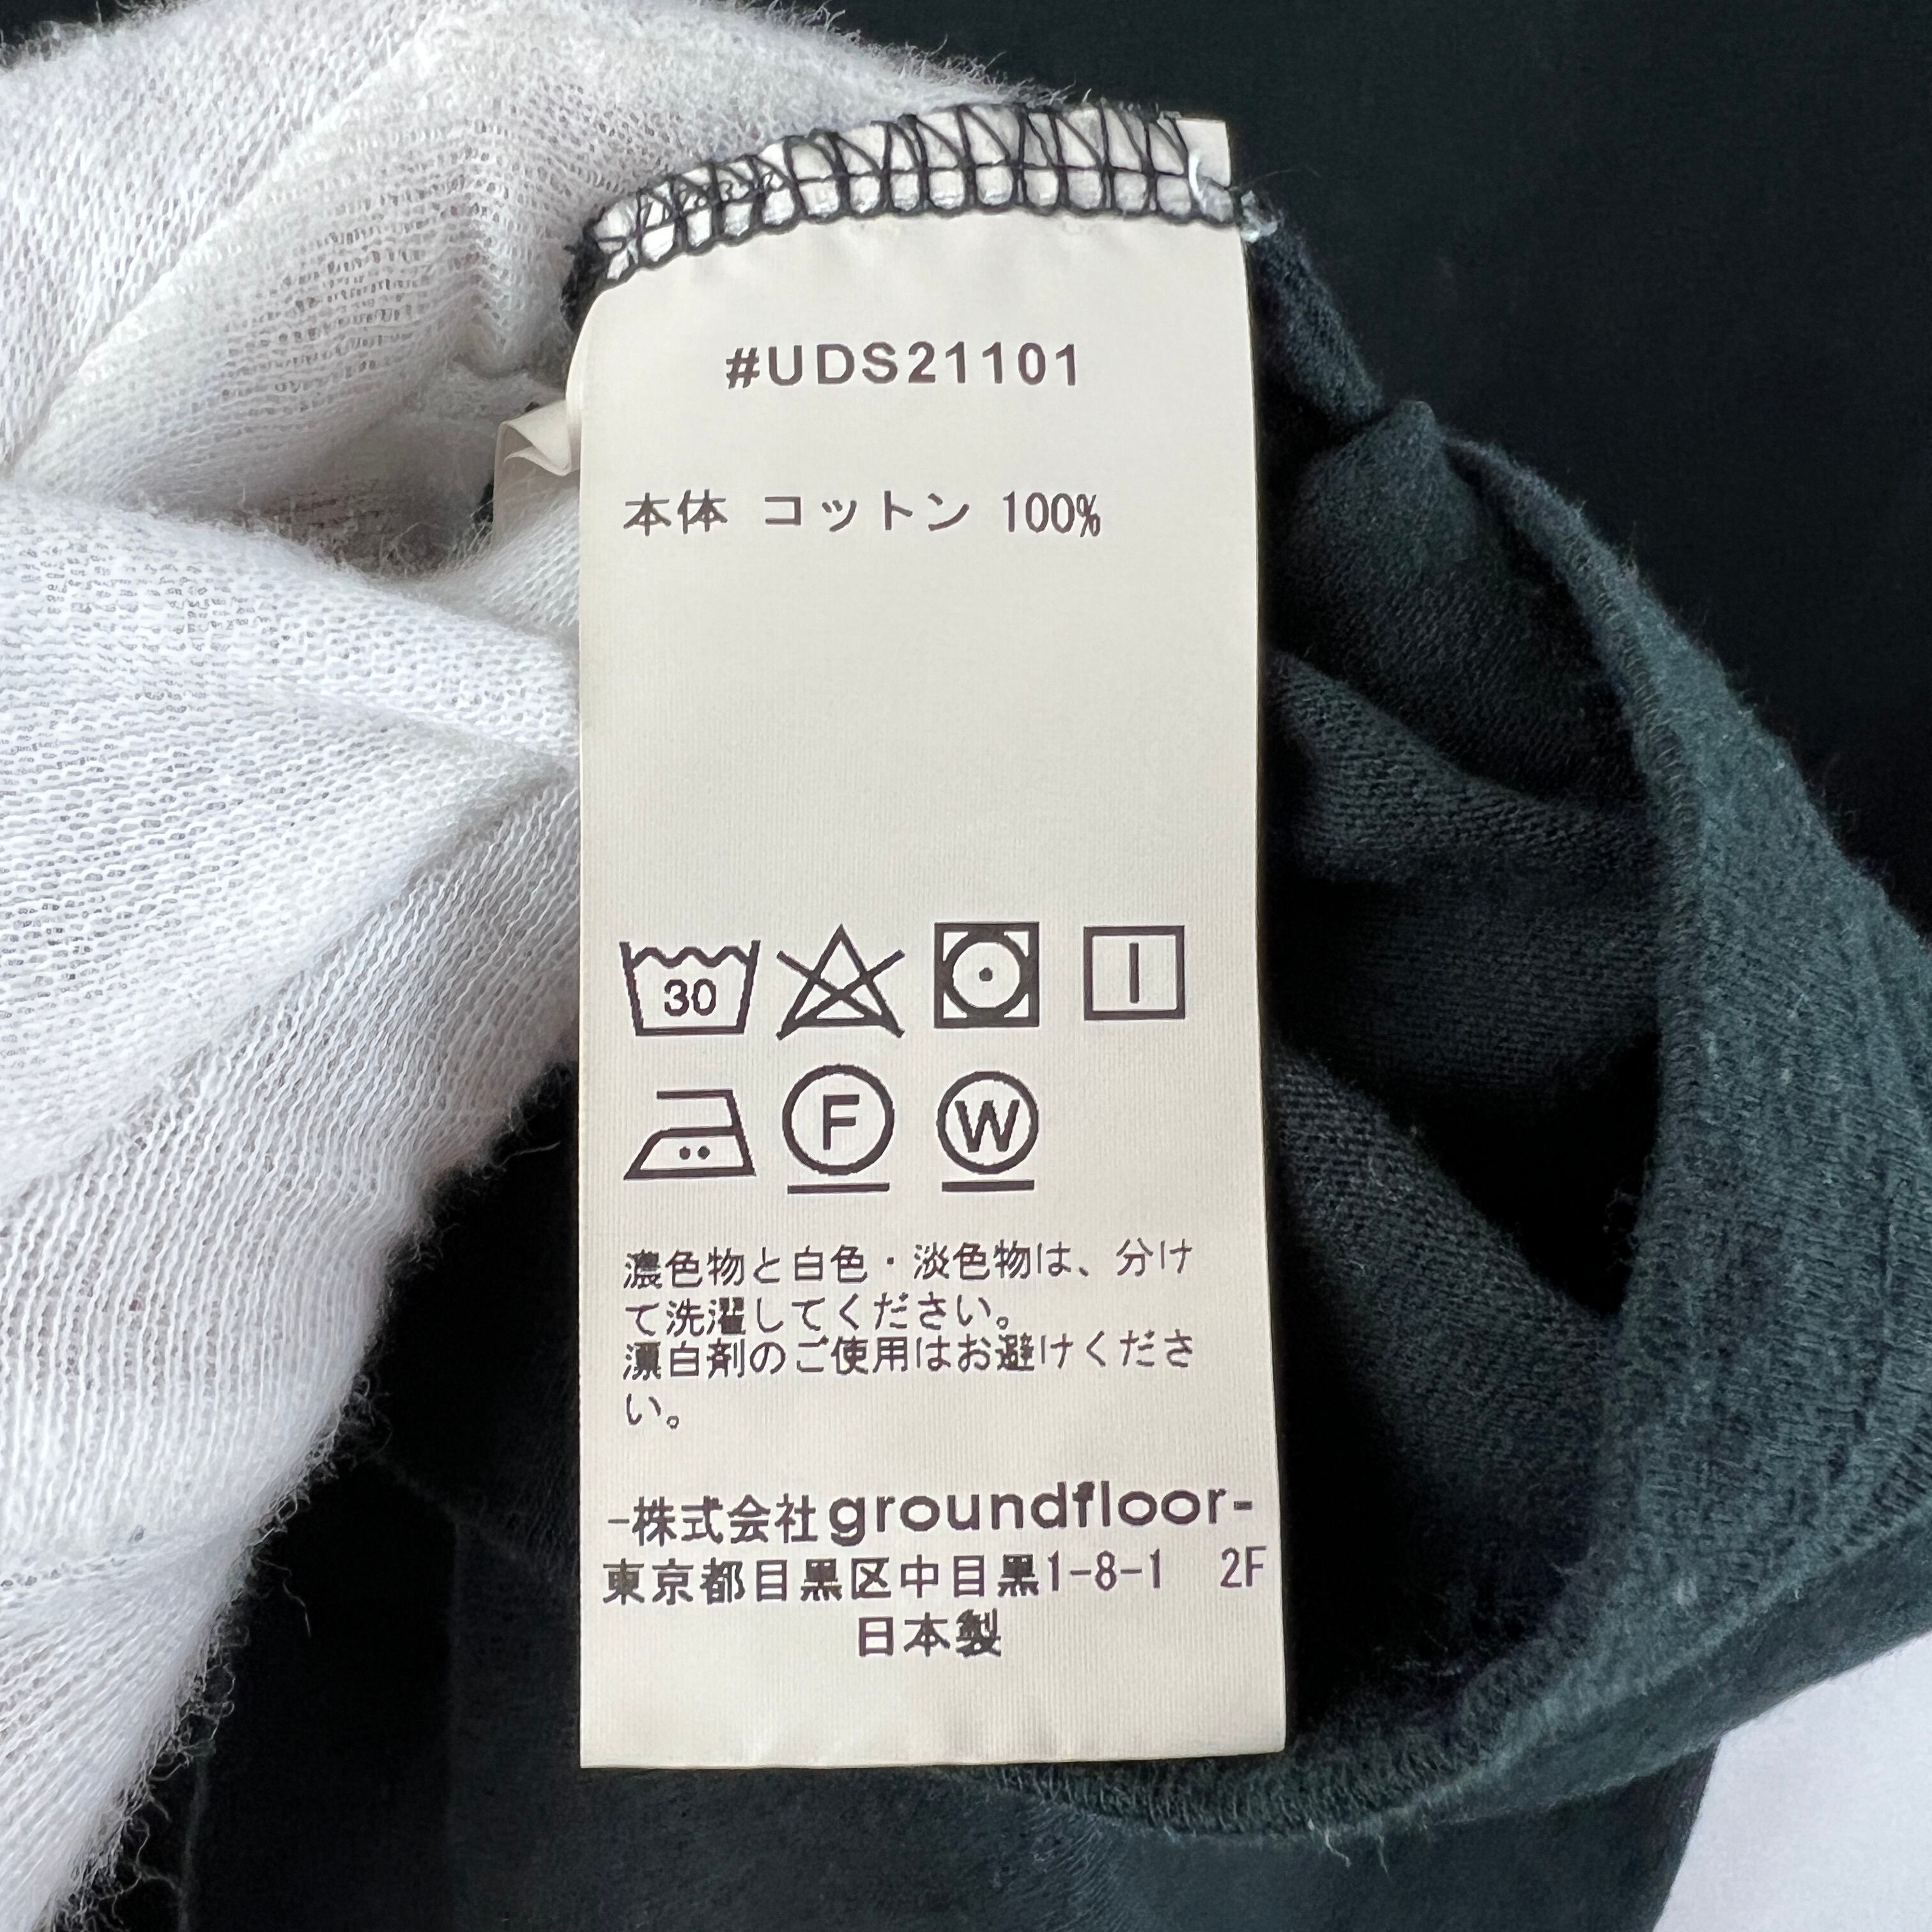 #UDS21101
本体 コットン 100%
30
F W
濃色物と白色・淡色物は、分け
て洗濯してください。
漂白剤のご使用はお避けくださ
い。
-株式会社groundfloor-
東京都目黒区中目黒1-8-1 2F
日本製